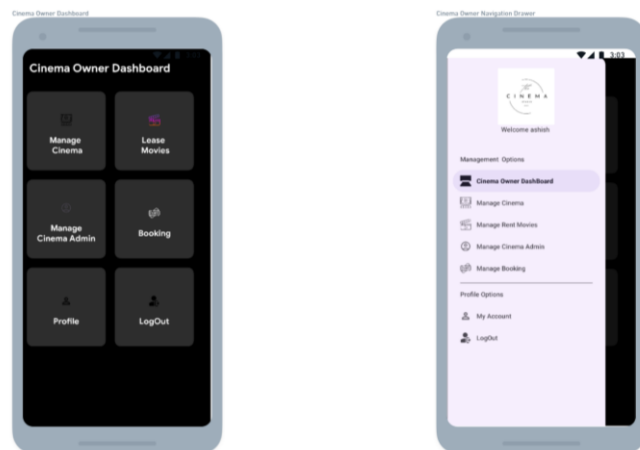 Cinema Owner Dashboard
Cinema Owner Dashboard
Manage
Cinema
Lease
Movies
Manage
Cinema Admin
Booking
Profile
LogOut
Cinema Owner Navigation Drawer
3:03
CINEMA
Welcome ashish
Management Options
Cinema Owner DashBoard
Manage Cinema
Manage Rent Movies
Manage Cinema Admin
Manage Booking
Profile Options
My Account
LogOut